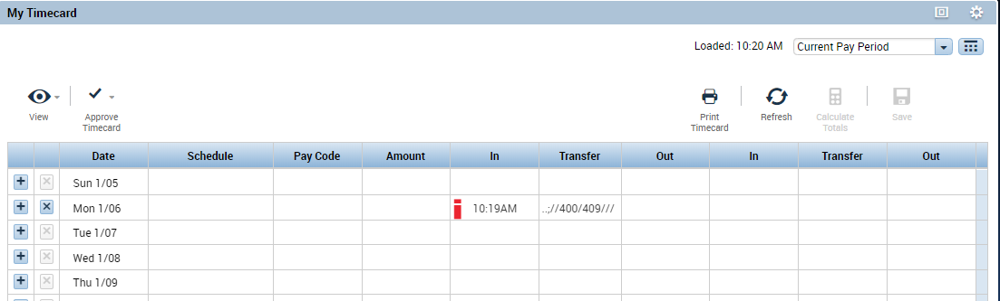 My Timecard
Loaded: 10:20 AM Current Pay Period
View Approve Timecard Print Timecard Refresh Calculate Totals Save
Date Schedule Pay Code Amount In Transfer Out In Transfer Out
Sun 1/05
Mon 1/06 10:19AM ..;//400/409///
Tue 1/07
Wed 1/08
Thu 1/09